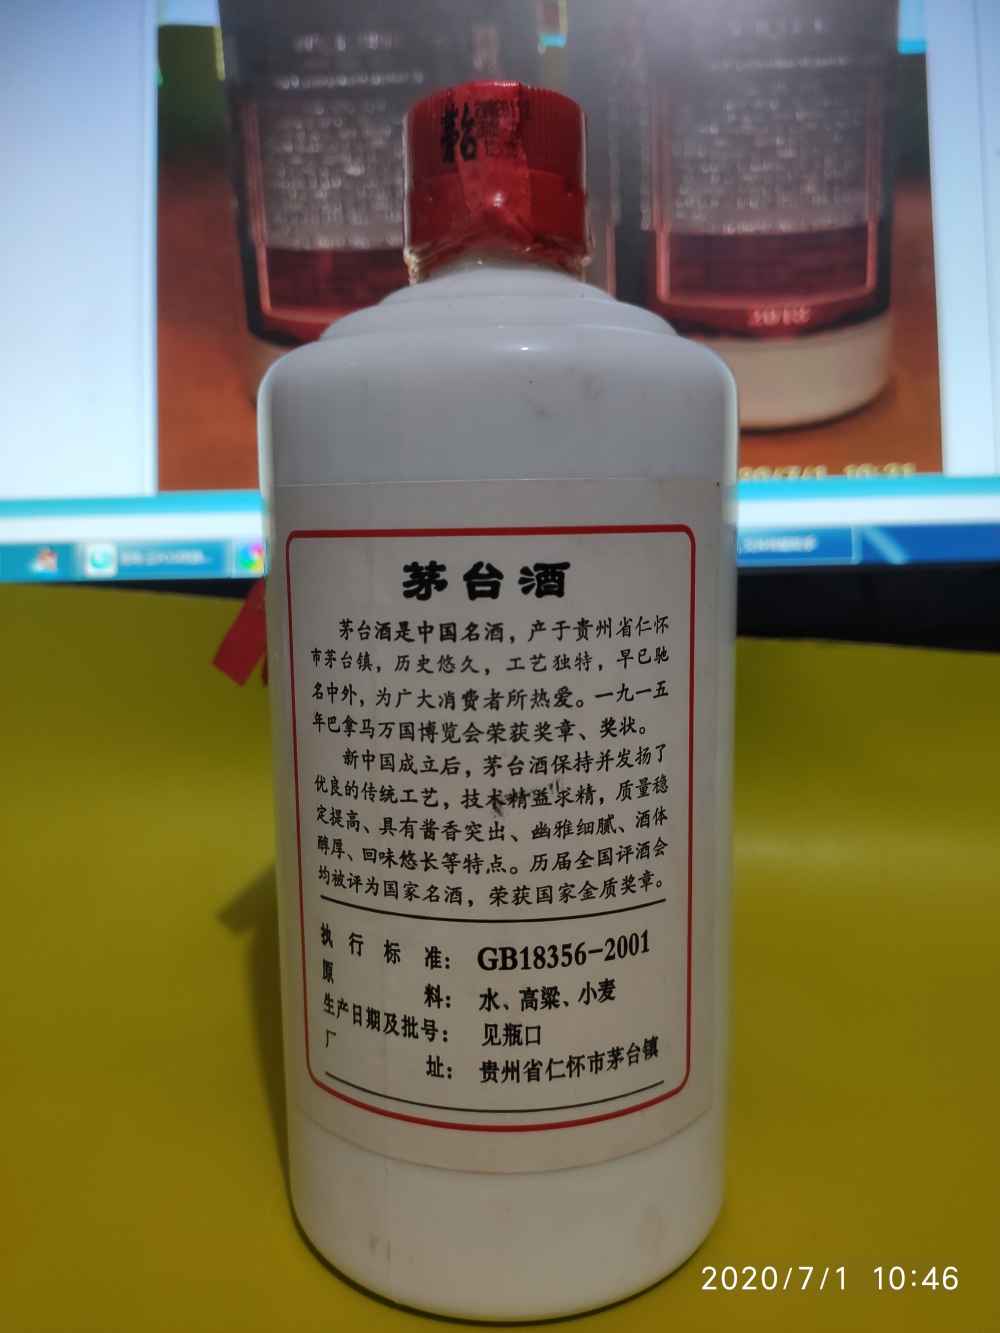 茅台
茅台酒
茅台酒是中国名酒，产于贵州省仁怀
市茅台镇，历史悠久，工艺独特，早已驰
名中外，为广大消费者所热爱。一九一五
年巴拿马万国博览会荣获奖章、奖状。
新中国成立后，茅台酒保持并发扬了
优良的传统工艺，技术精益求精，质量稳
定提高、具有酱香突出、幽雅细腻、酒体
醇厚、回味悠长等特点。历届全国评酒会
均被评为国家名酒，荣获国家金质奖章。
执行标准：GB18356-2001
原料：水、高粱、小麦
生产日期及批号：见瓶口
厂址：贵州省仁怀市茅台镇
2020/7/1 10:46